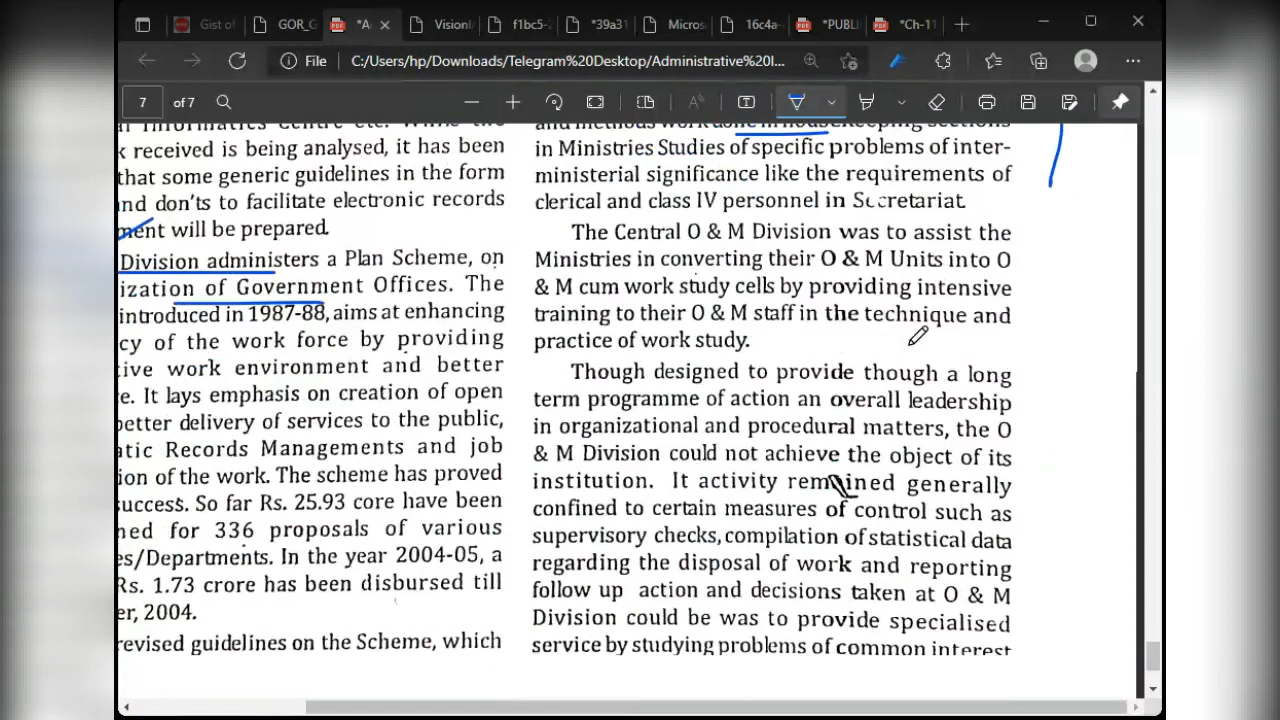 Gist of
GOR_G
*A
Vision
f1bc5-2
*39a31
Micros
16c4a-
*PUBLI
*Ch-11
File
C:/Users/hp/Downloads/Telegram%20Desktop/Administrative%20I...
7 of 7
k received is being analysed, it has been
that some generic guidelines in the form
and don'ts to facilitate electronic records
ment will be prepared.
Division administers a Plan Scheme, on
ization of Government Offices. The
introduced in 1987-88, aims at enhancing
cy of the work force by providing
tive work environment and better
e. It lays emphasis on creation of open
better delivery of services to the public,
atic Records Managements and job
ion of the work. The scheme has proved
success. So far Rs. 25.93 core have been
ned for 336 proposals of various
es/Departments. In the year 2004-05, a
Rs. 1.73 crore has been disbursed till
er, 2004.
revised guidelines on the Scheme, which
in Ministries Studies of specific problems of inter-
ministerial significance like the requirements of
clerical and class IV personnel in Secretariat.
The Central O & M Division was to assist the
Ministries in converting their O & M Units into O
& M cum work study cells by providing intensive
training to their O & M staff in the technique and
practice of work study.
Though designed to provide though a long
term programme of action an overall leadership
in organizational and procedural matters, the O
& M Division could not achieve the object of its
institution. It activity remained generally
confined to certain measures of control such as
supervisory checks, compilation of statistical data
regarding the disposal of work and reporting
follow up action and decisions taken at O & M
Division could be was to provide specialised
service by studying problems of common interest